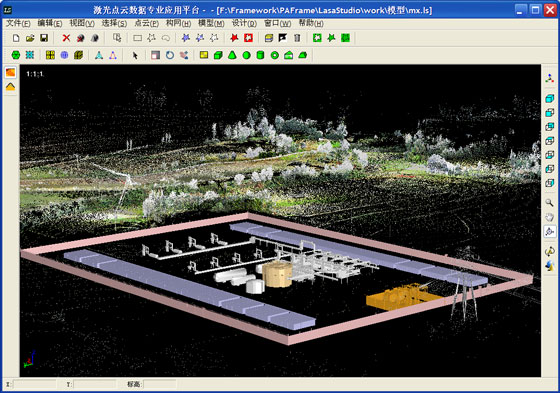 激光点云数据专业应用平台 - - [F:\Framework\PAFrame\LasaStudio\work\模型\mx.ls]
文件(F) 编辑(E) 视图(V) 选择(S) 点云(P) 构网(H) 模型(M) 设计(D) 窗口(W) 帮助(H)
1:1:1.
X: Y: 标高: